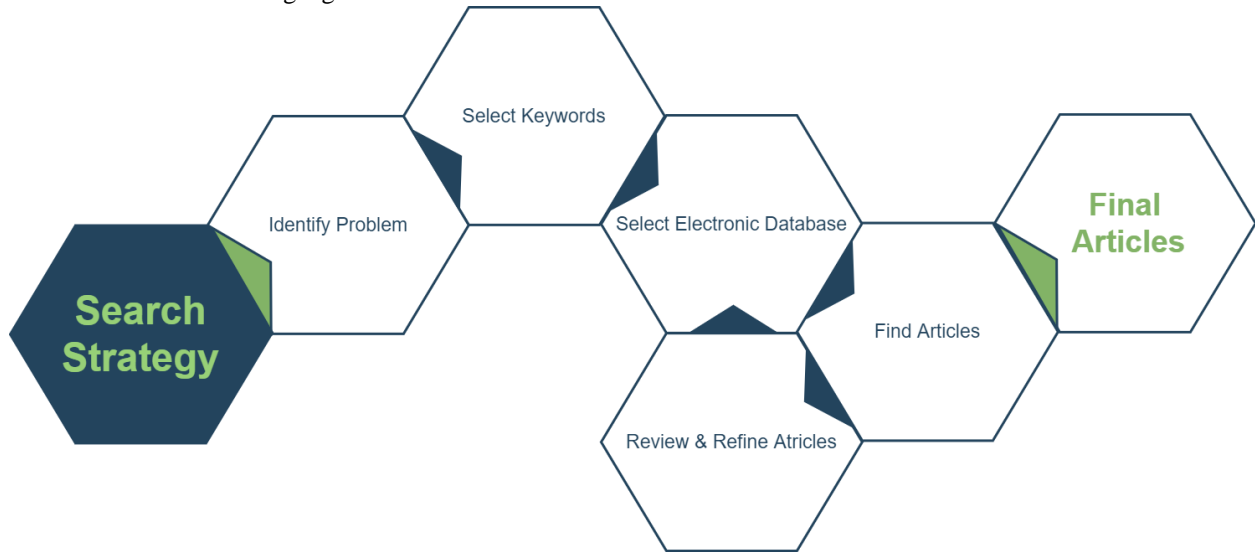 Select Keywords
Identify Problem
Select Electronic Database
Final
Articles
Search
Strategy
Find Articles
Review & Refine Atricles